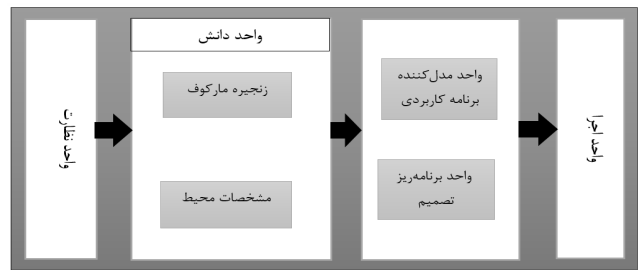 واحد نظارت
واحد دانش
زنجیره مارکوف
مشخصات محیط
واحد مدل‌کننده
برنامه کاربردی
واحد برنامه‌ریز
تصمیم
واحد اجرا